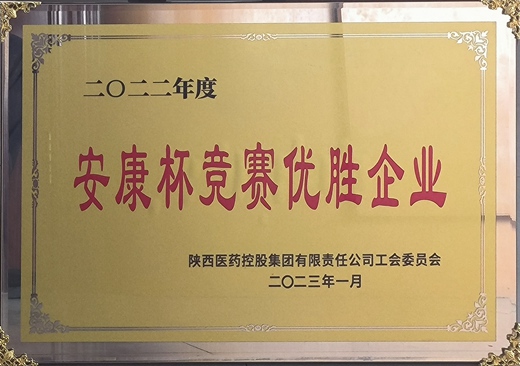 二〇二二年度
安康杯竞赛优胜企业
陕西医药控股集团有限责任公司工会委员会
二〇二三年一月